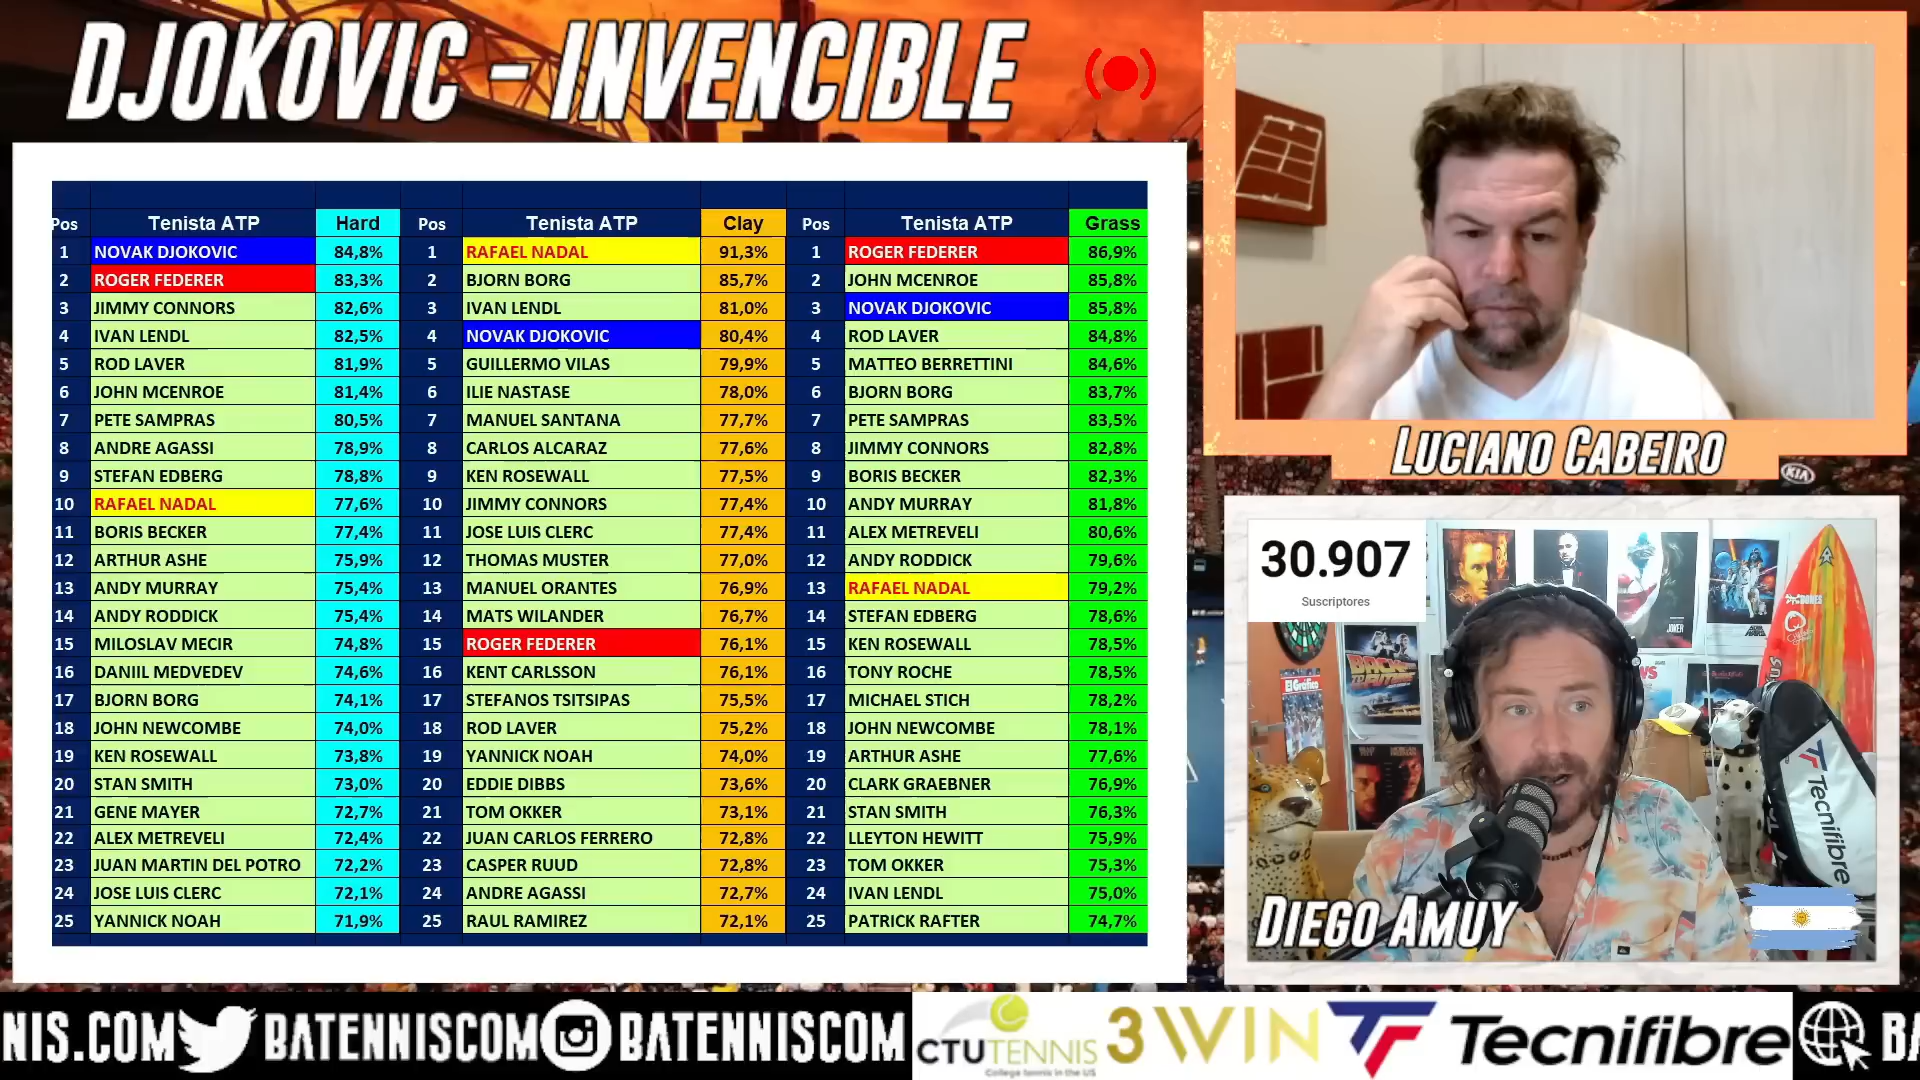 DJOKOVIC - INVENCIBLE
Pos Tenista ATP Hard Pos Tenista ATP Clay Pos Tenista ATP Grass
1 NOVAK DJOKOVIC 84,8% 1 RAFAEL NADAL 91,3% 1 ROGER FEDERER 86,9%
2 ROGER FEDERER 83,3% 2 BJORN BORG 85,7% 2 JOHN MCENROE 85,8%
3 JIMMY CONNORS 82,6% 3 IVAN LENDL 81,0% 3 NOVAK DJOKOVIC 85,8%
4 IVAN LENDL 82,5% 4 NOVAK DJOKOVIC 80,4% 4 ROD LAVER 84,8%
5 ROD LAVER 81,9% 5 GUILLERMO VILAS 79,9% 5 MATTEO BERRETTINI 84,6%
6 JOHN MCENROE 81,4% 6 ILIE NASTASE 78,0% 6 BJORN BORG 83,7%
7 PETE SAMPRAS 80,5% 7 MANUEL SANTANA 77,7% 7 PETE SAMPRAS 83,5%
8 ANDRE AGASSI 78,9% 8 CARLOS ALCARAZ 77,6% 8 JIMMY CONNORS 82,8%
9 STEFAN EDBERG 78,8% 9 KEN ROSEWALL 77,5% 9 BORIS BECKER 82,3%
10 RAFAEL NADAL 77,6% 10 JIMMY CONNORS 77,4% 10 ANDY MURRAY 81,8%
11 BORIS BECKER 77,4% 11 JOSE LUIS CLERC 77,4% 11 ALEX METREVELI 80,6%
12 ARTHUR ASHE 75,9% 12 THOMAS MUSTER 77,0% 12 ANDY RODDICK 79,6%
13 ANDY MURRAY 75,4% 13 MANUEL ORANTES 76,9% 13 RAFAEL NADAL 79,2%
14 ANDY RODDICK 75,4% 14 MATS WILANDER 76,7% 14 STEFAN EDBERG 78,6%
15 MILOSLAV MECIR 74,8% 15 ROGER FEDERER 76,1% 15 KEN ROSEWALL 78,5%
16 DANIIL MEDVEDEV 74,6% 16 KENT CARLSSON 76,1% 16 TONY ROCHE 78,5%
17 BJORN BORG 74,1% 17 STEFANOS TSITSIPAS 75,5% 17 MICHAEL STICH 78,2%
18 JOHN NEWCOMBE 74,0% 18 ROD LAVER 75,2% 18 JOHN NEWCOMBE 78,1%
19 KEN ROSEWALL 73,8% 19 YANNICK NOAH 74,0% 19 ARTHUR ASHE 77,6%
20 STAN SMITH 73,0% 20 EDDIE DIBBS 73,6% 20 CLARK GRAEBNER 76,9%
21 GENE MAYER 72,7% 21 TOM OKKER 73,1% 21 STAN SMITH 76,3%
22 ALEX METREVELI 72,4% 22 JUAN CARLOS FERRERO 72,8% 22 LLEYTON HEWITT 75,9%
23 JUAN MARTIN DEL POTRO 72,2% 23 CASPER RUUD 72,8% 23 TOM OKKER 75,3%
24 JOSE LUIS CLERC 72,1% 24 ANDRE AGASSI 72,7% 24 IVAN LENDL 75,0%
25 YANNICK NOAH 71,9% 25 RAUL RAMIREZ 72,1% 25 PATRICK RAFTER 74,7%
LUCIANO CABEIRO
KIA
30.907
Suscriptores
JOKER
El Gráfico
BACK TO FUTURE
Tecnifibre
DIEGO AMUY
NIS.COM BATENNISCOM BATENNISCOM CTUTENNIS 3WIN Tecnifibre BA
College tennis in the US